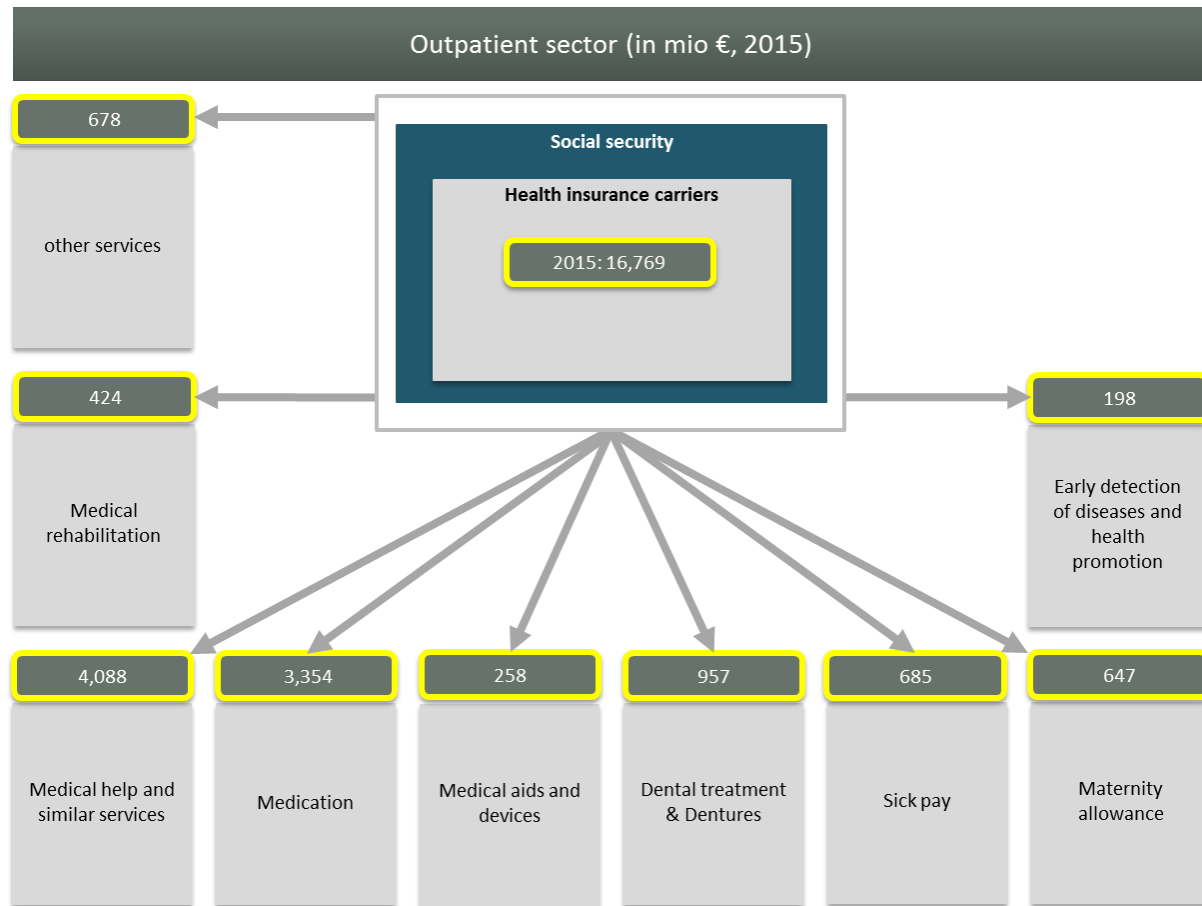 Outpatient sector (in mio €, 2015)
678
other services
Social security
Health insurance carriers
2015: 16,769
424
Medical
rehabilitation
198
Early detection
of diseases and
health
promotion
4,088
Medical help and
similar services
3,354
Medication
258
Medical aids and
devices
957
Dental treatment
& Dentures
685
Sick pay
647
Maternity
allowance